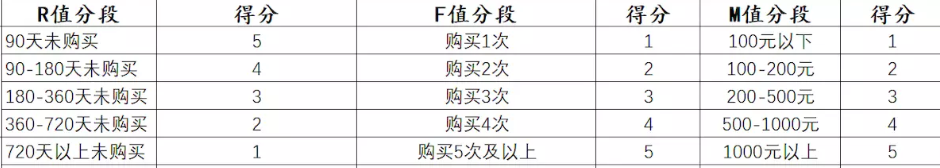 R值分段 得分 F值分段 得分 M值分段 得分
90天未购买 5 购买1次 1 100元以下 1
90-180天未购买 4 购买2次 2 100-200元 2
180-360天未购买 3 购买3次 3 200-500元 3
360-720天未购买 2 购买4次 4 500-1000元 4
720天以上未购买 1 购买5次及以上 5 1000元以上 5